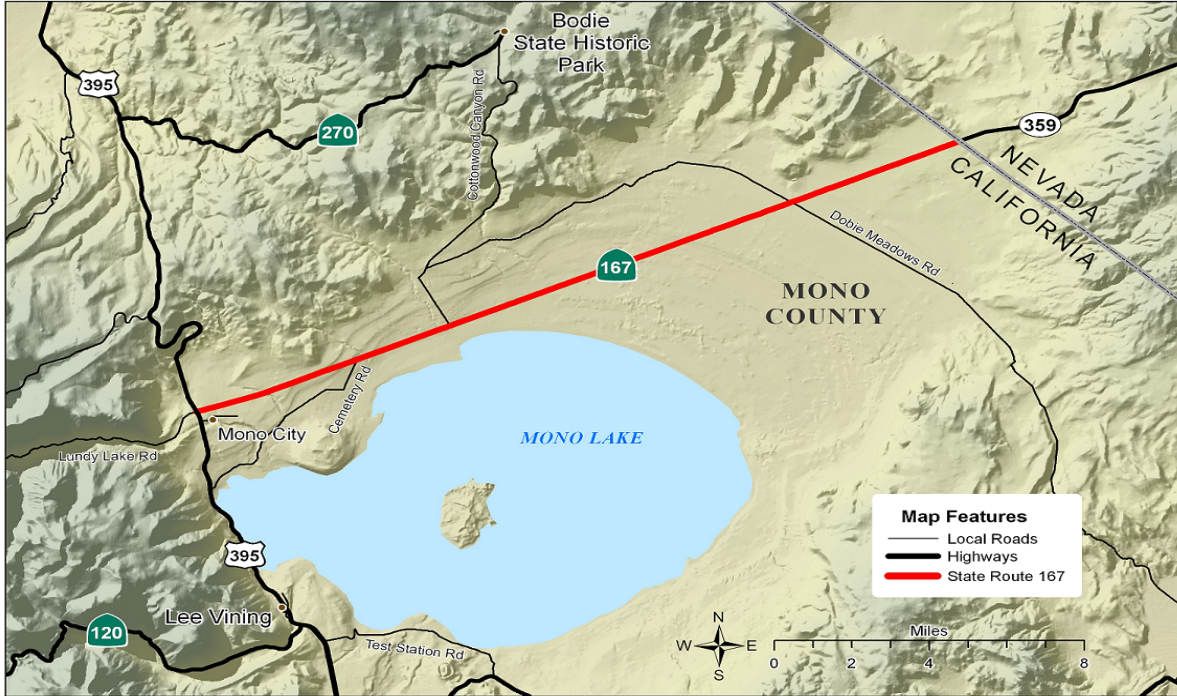 Bodie
State Historic
Park
395
270
Cottonwood Canyon Rd
359
NEVADA
CALIFORNIA
Dobie Meadows Rd
167
MONO
COUNTY
Cemetery Rd
Mono City
MONO LAKE
Lundy Lake Rd
395
Lee Vining
120
Test Station Rd
Map Features
Local Roads
Highways
State Route 167
N
W E
S
Miles
0 2 4 8